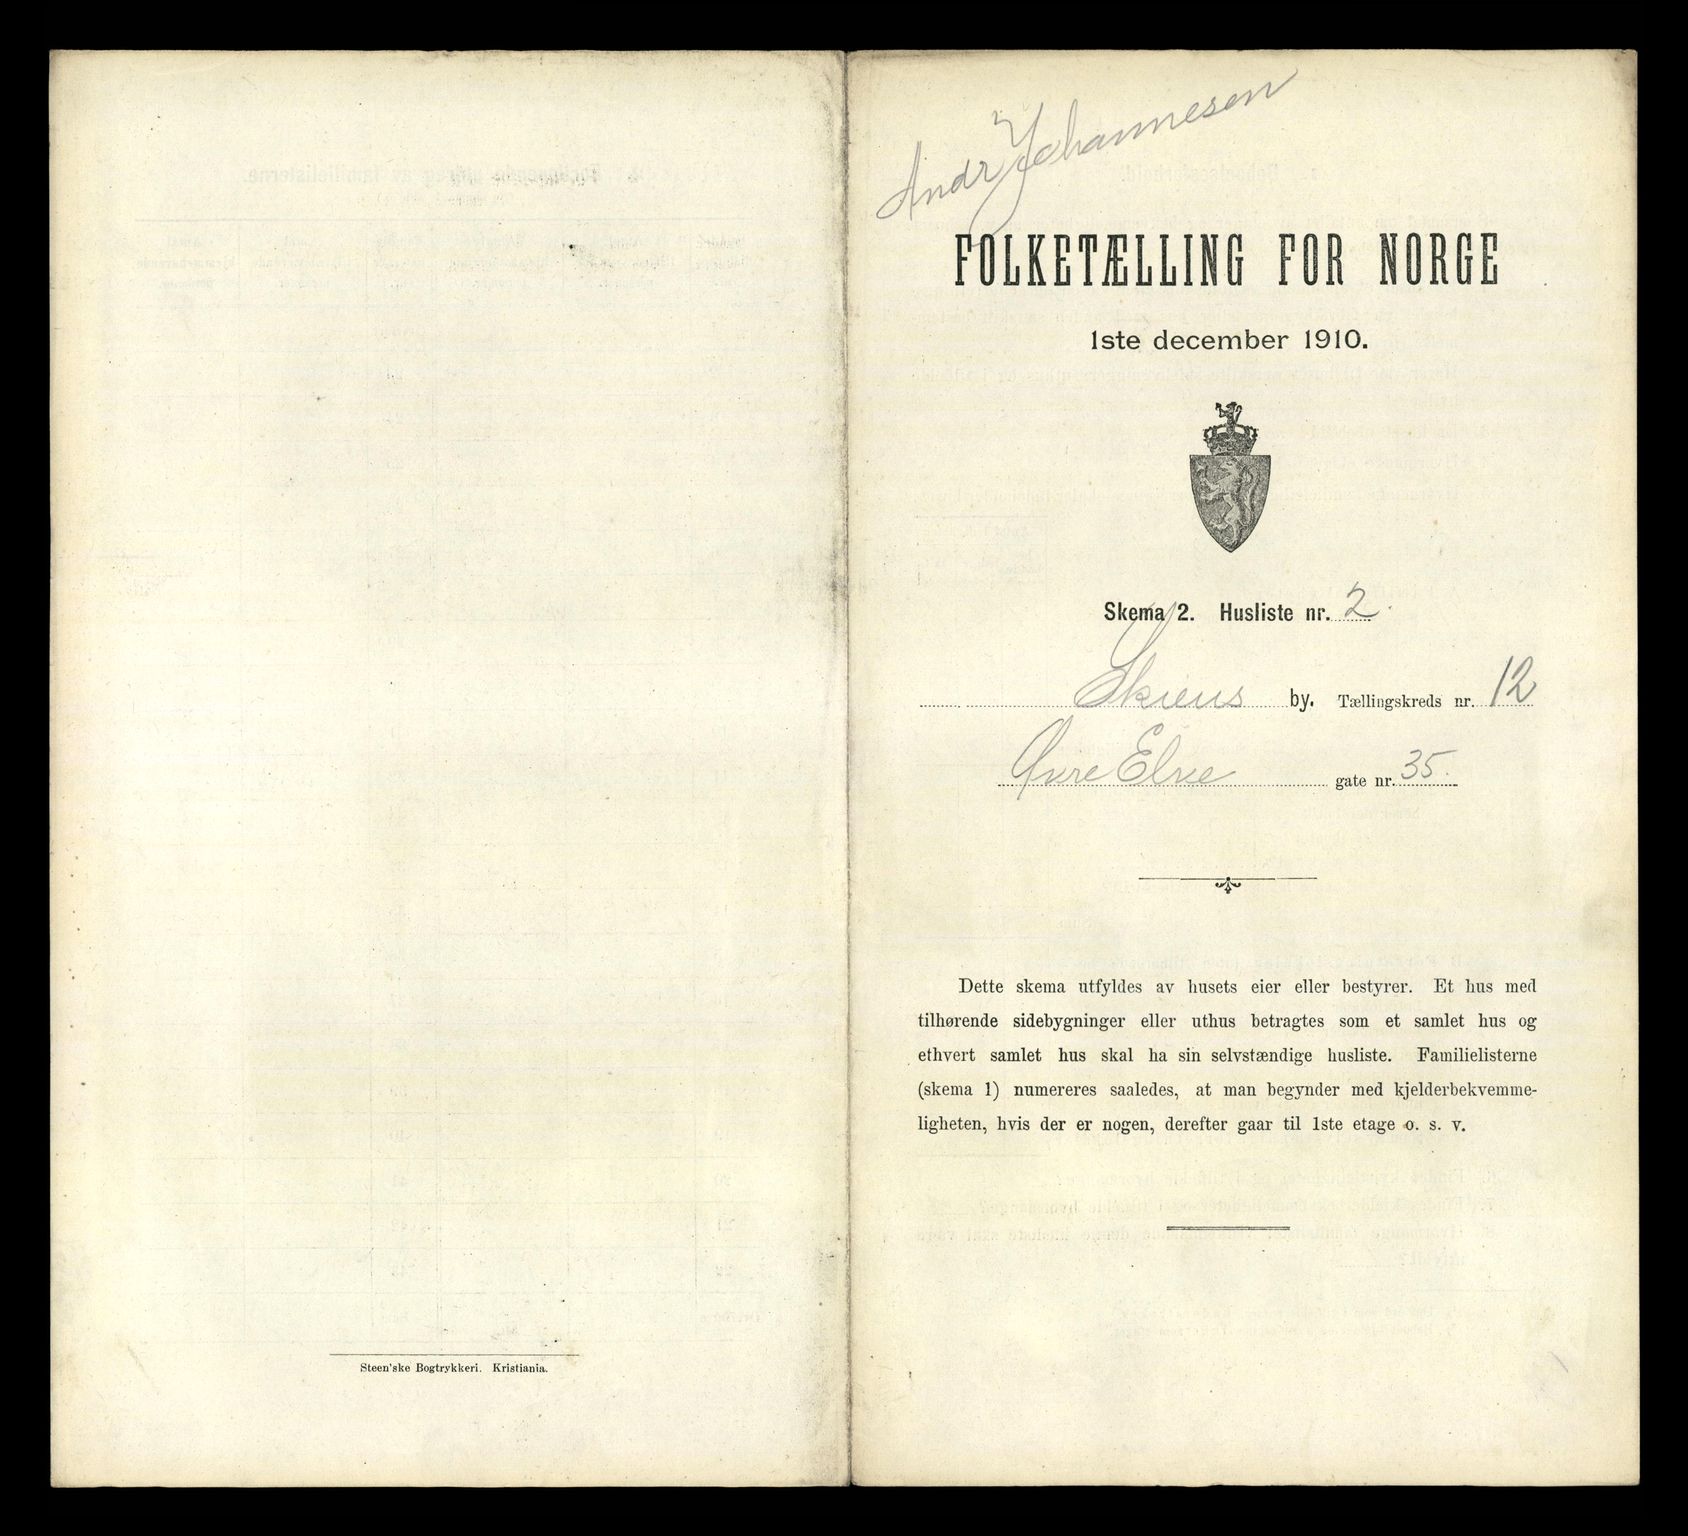 Andr Johannesen
FOLKETÆLLING FOR NORGE
1ste december 1910.
Skema 2. Husliste nr. 2.
Skiens by. Tællingskreds nr. 12
Øvre Elve gate nr. 35.
Dette skema utfyldes av husets eier eller bestyrer. Et hus med
tilhørende sidebygninger eller uthus betragtes som et samlet hus og
ethvert samlet hus skal ha sin selvstændige husliste. Familielisterne
(skema 1) numereres saaledes, at man begynder med kjelderbekvemme-
ligheten, hvis der er nogen, derefter gaar til 1ste etage o. s. v.
Steen'ske Bogtrykkeri. Kristiania.